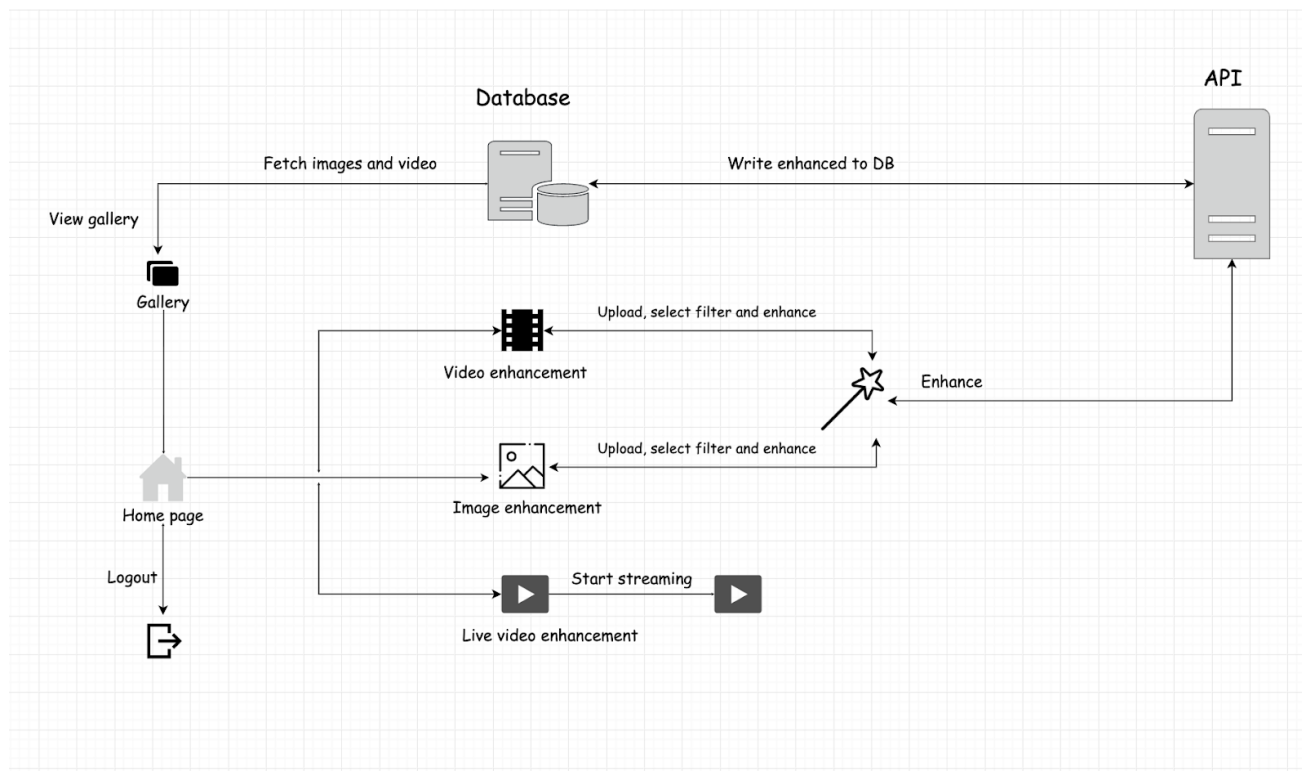 API
Database
Fetch images and video
Write enhanced to DB
View gallery
Gallery
Upload, select filter and enhance
Video enhancement
Enhance
Upload, select filter and enhance
Image enhancement
Home page
Logout
Start streaming
Live video enhancement